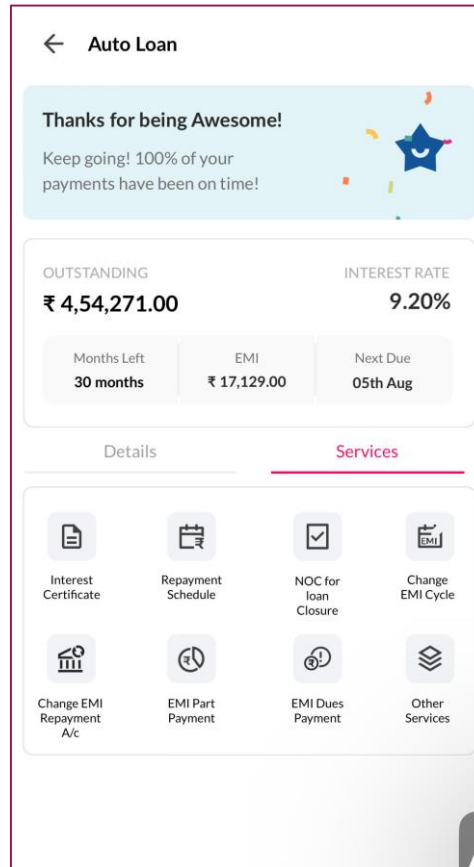 Auto Loan
Thanks for being Awesome!
Keep going! 100% of your
payments have been on time!
OUTSTANDING
INTEREST RATE
₹ 4,54,271.00
9.20%
Months Left
EMI
Next Due
30 months
₹ 17,129.00
05th Aug
Details
Services
EMI
Interest
Certificate
Repayment
Schedule
NOC for
loan
Closure
Change
EMI Cycle
Change EMI
Repayment
A/c
EMI Part
Payment
EMI Dues
Payment
Other
Services